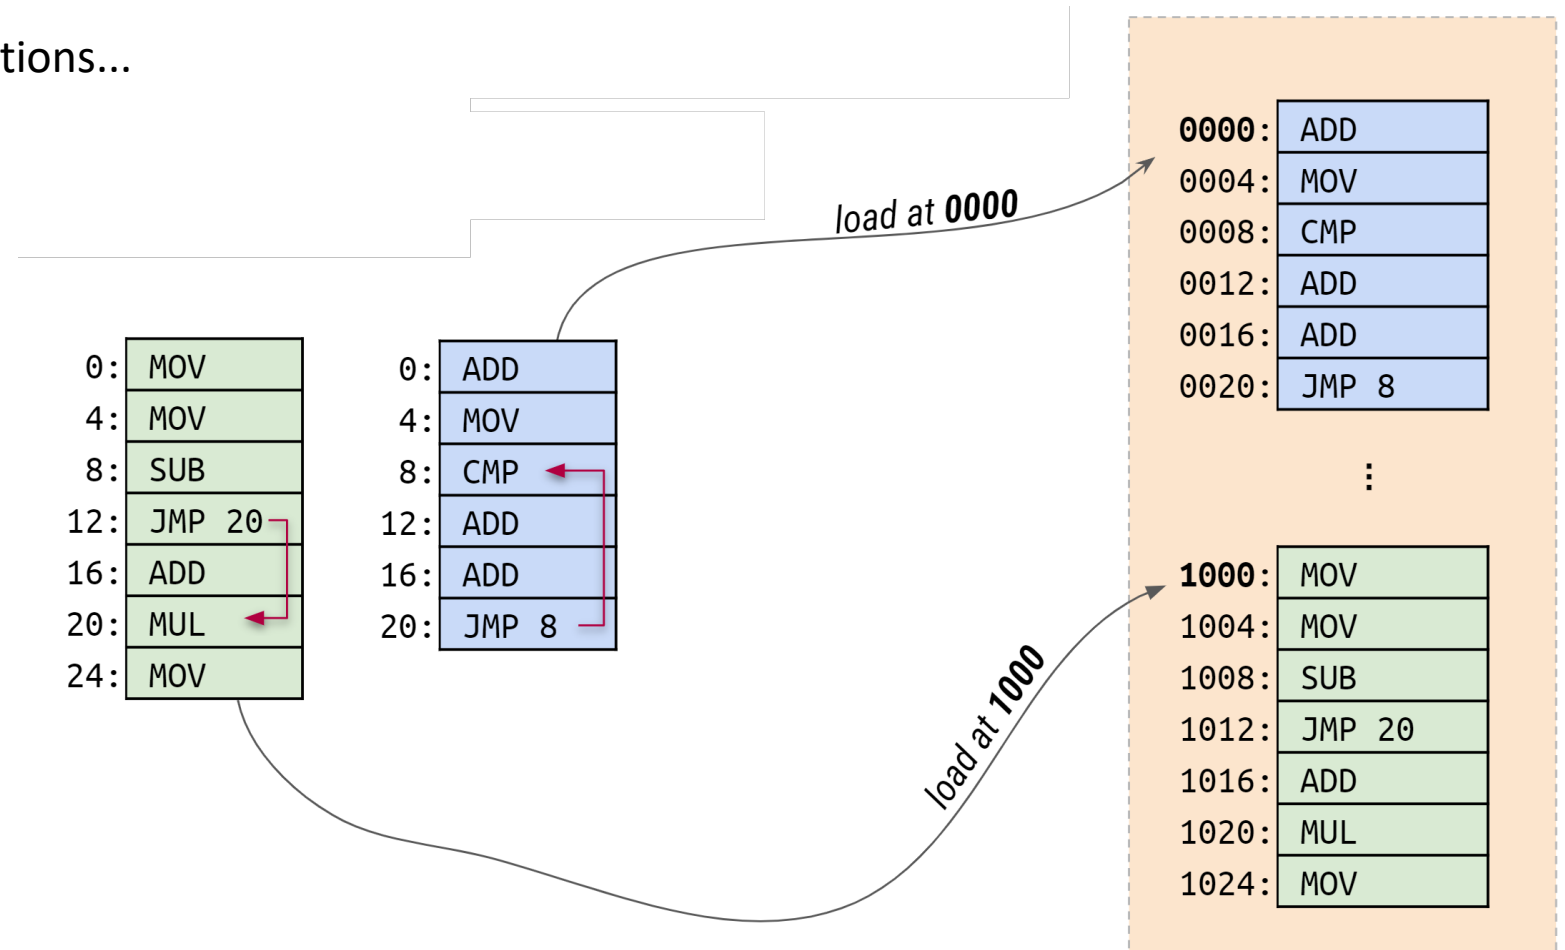 tions...
load at 0000
0: MOV
4: MOV
8: SUB
12: JMP 20
16: ADD
20: MUL
24: MOV
0: ADD
4: MOV
8: CMP
12: ADD
16: ADD
20: JMP 8
load at 1000
0000: ADD
0004: MOV
0008: CMP
0012: ADD
0016: ADD
0020: JMP 8
⋮
1000: MOV
1004: MOV
1008: SUB
1012: JMP 20
1016: ADD
1020: MUL
1024: MOV